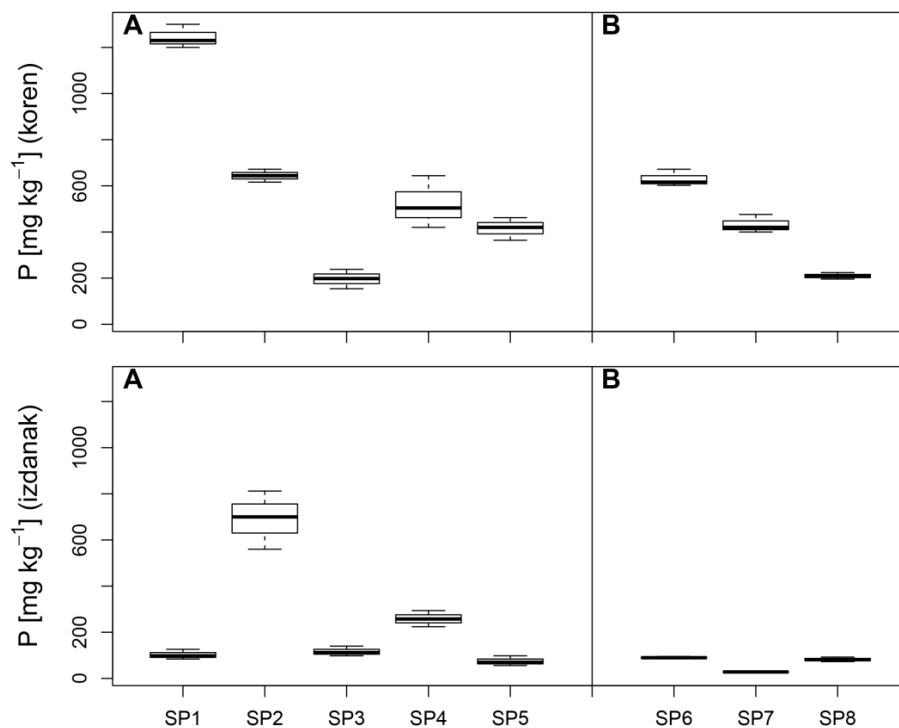 A
B
P [mg kg⁻¹] (koren)
1000
600
200
0
A
B
P [mg kg⁻¹] (izdanak)
1000
600
200
0
SP1 SP2 SP3 SP4 SP5 SP6 SP7 SP8